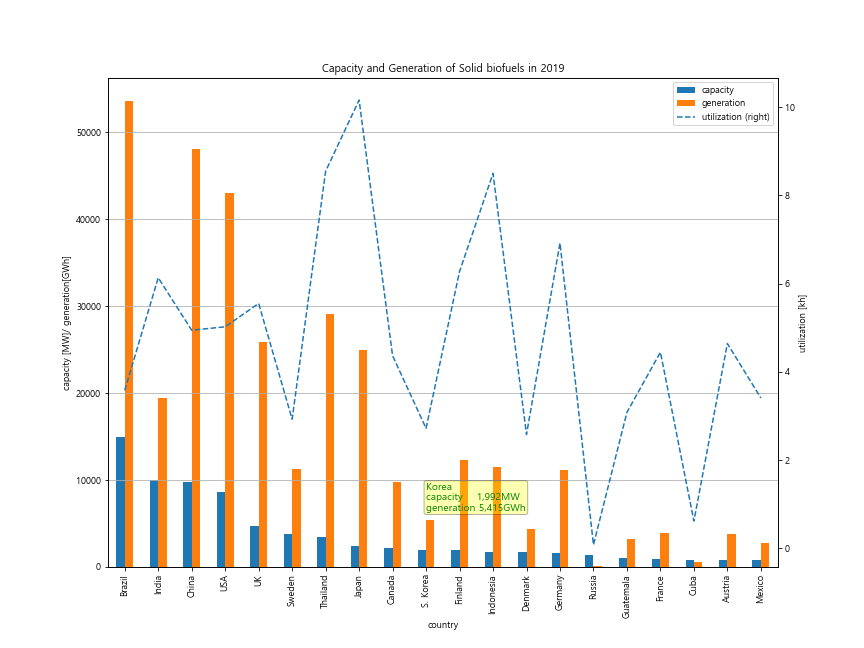 Capacity and Generation of Solid biofuels in 2019
capacity
generation
utilization (right)
capacity [MW]/ generation[GWh]
50000
40000
30000
20000
10000
0
10
8
6
4
2
0
utilization [kh]
Korea
capacity 1,992MW
generation 5,415GWh
Brazil
India
China
USA
UK
Sweden
Thailand
Japan
Canada
S. Korea
Finland
Indonesia
Denmark
Germany
Russia
Guatemala
France
Cuba
Austria
Mexico
country